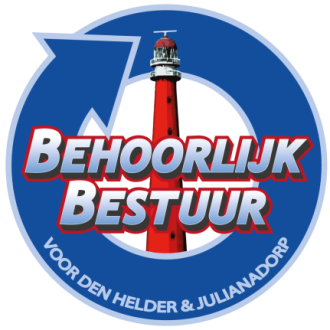 BEHOORLIJK
BESTUUR
VOOR DEN HELDER & JULIANADORP